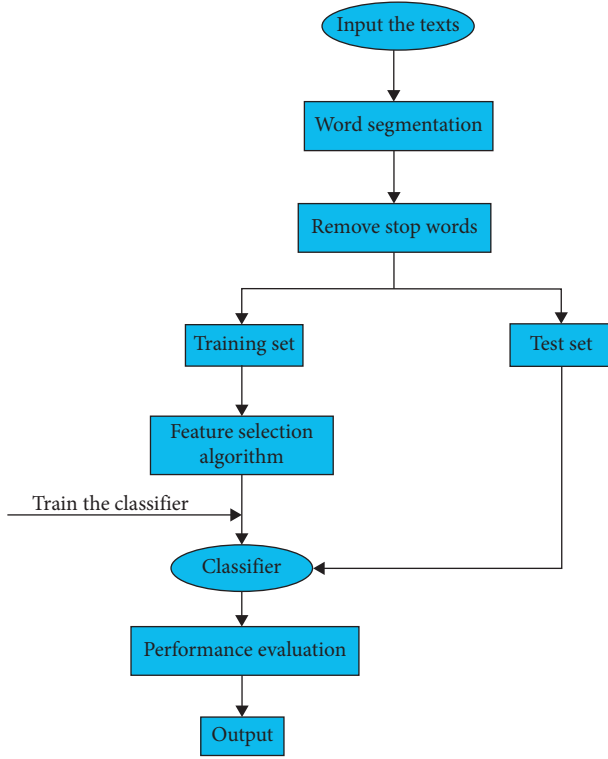 Input the texts
Word segmentation
Remove stop words
Training set
Test set
Feature selection
algorithm
Train the classifier
Classifier
Performance evaluation
Output